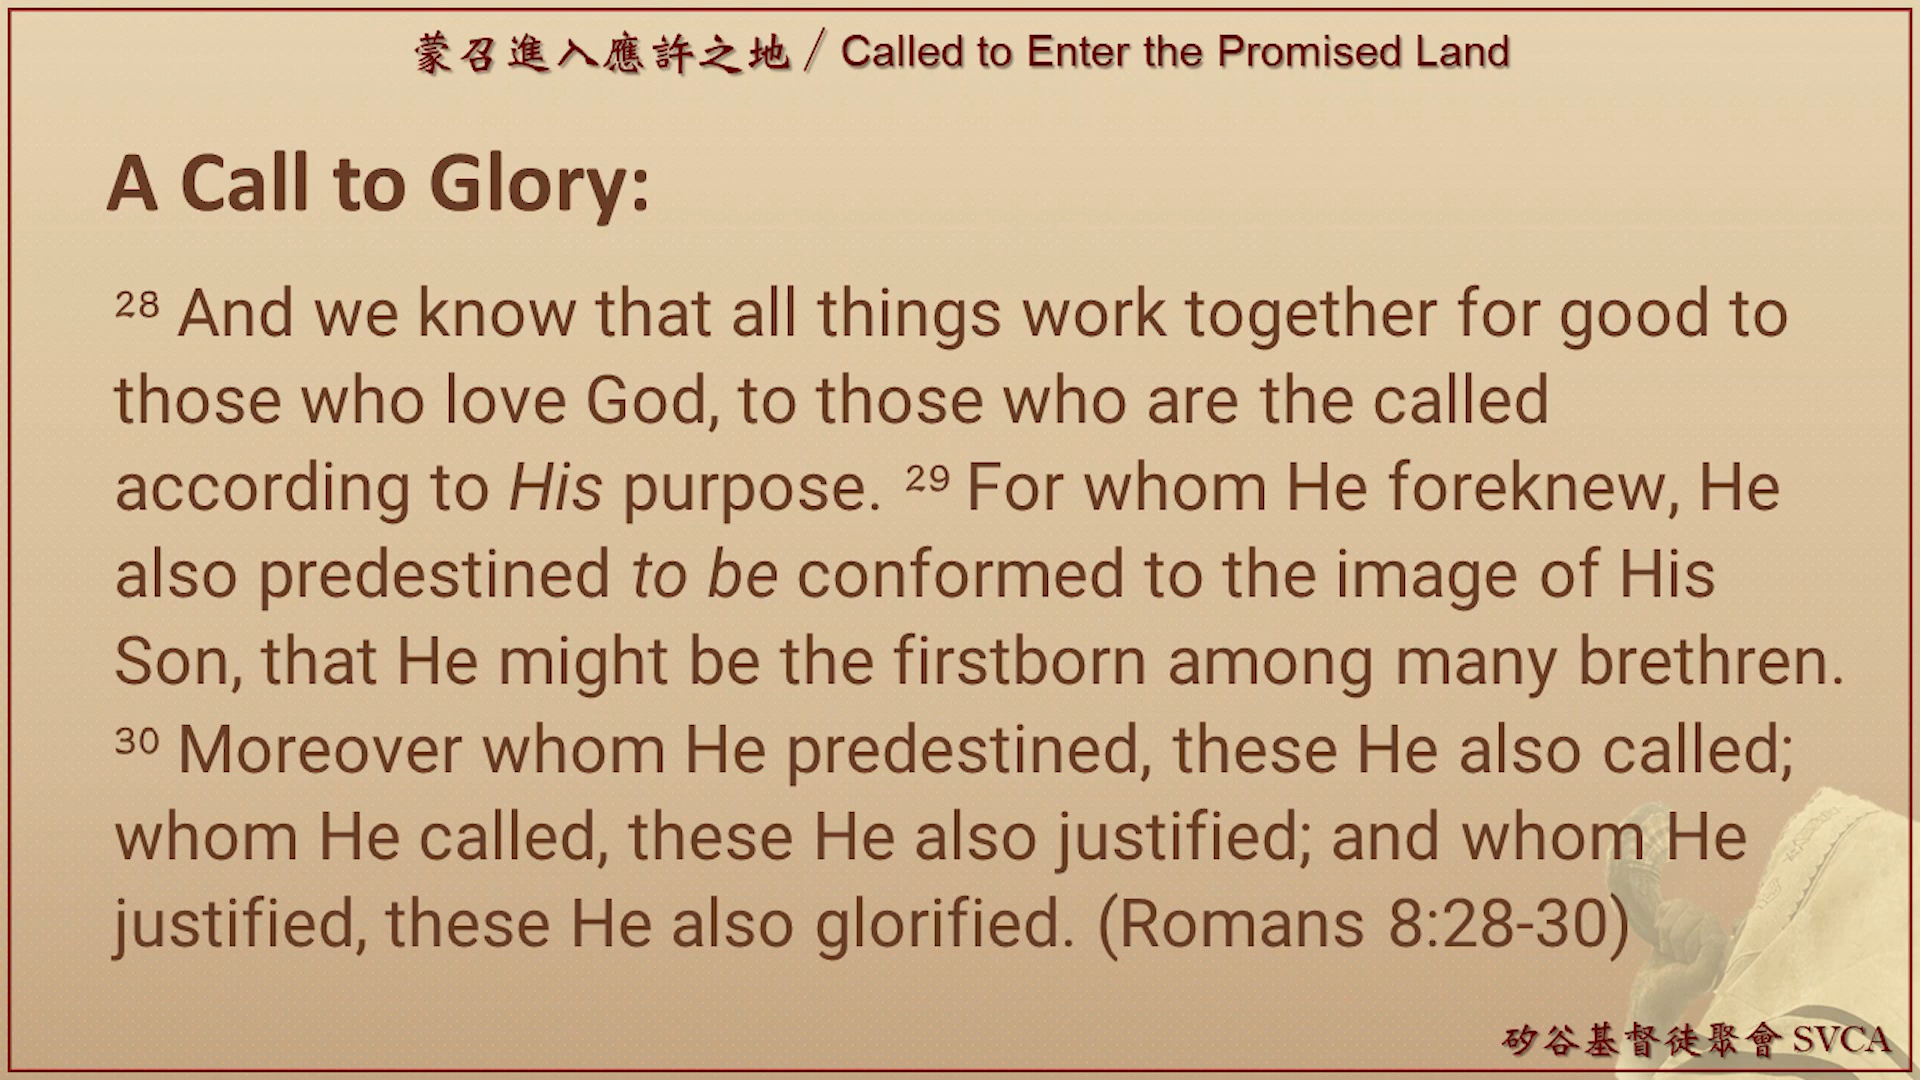 蒙召進入應許之地 / Called to Enter the Promised Land
A Call to Glory:
28 And we know that all things work together for good to
those who love God, to those who are the called
according to His purpose. 29 For whom He foreknew, He
also predestined to be conformed to the image of His
Son, that He might be the firstborn among many brethren.
30 Moreover whom He predestined, these He also called;
whom He called, these He also justified; and whom He
justified, these He also glorified. (Romans 8:28-30)
矽谷基督徒聚會 SVCA